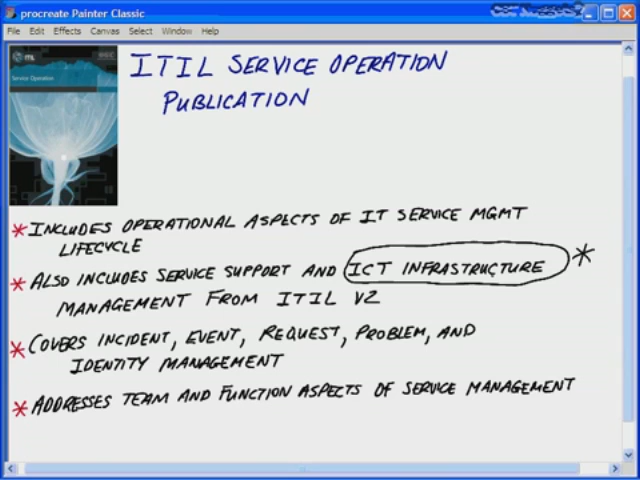 procreate Painter Classic
File Edit Effects Canvas Select Window Help
ITIL
Service Operation
ITIL SERVICE OPERATION
PUBLICATION
* INCLUDES OPERATIONAL ASPECTS OF IT SERVICE MGMT
LIFECYCLE
* ALSO INCLUDES SERVICE SUPPORT AND ICT INFRASTRUCTURE *
MANAGEMENT FROM ITIL V2
* COVERS INCIDENT, EVENT, REQUEST, PROBLEM, AND
IDENTITY MANAGEMENT
* ADDRESSES TEAM AND FUNCTION ASPECTS OF SERVICE MANAGEMENT